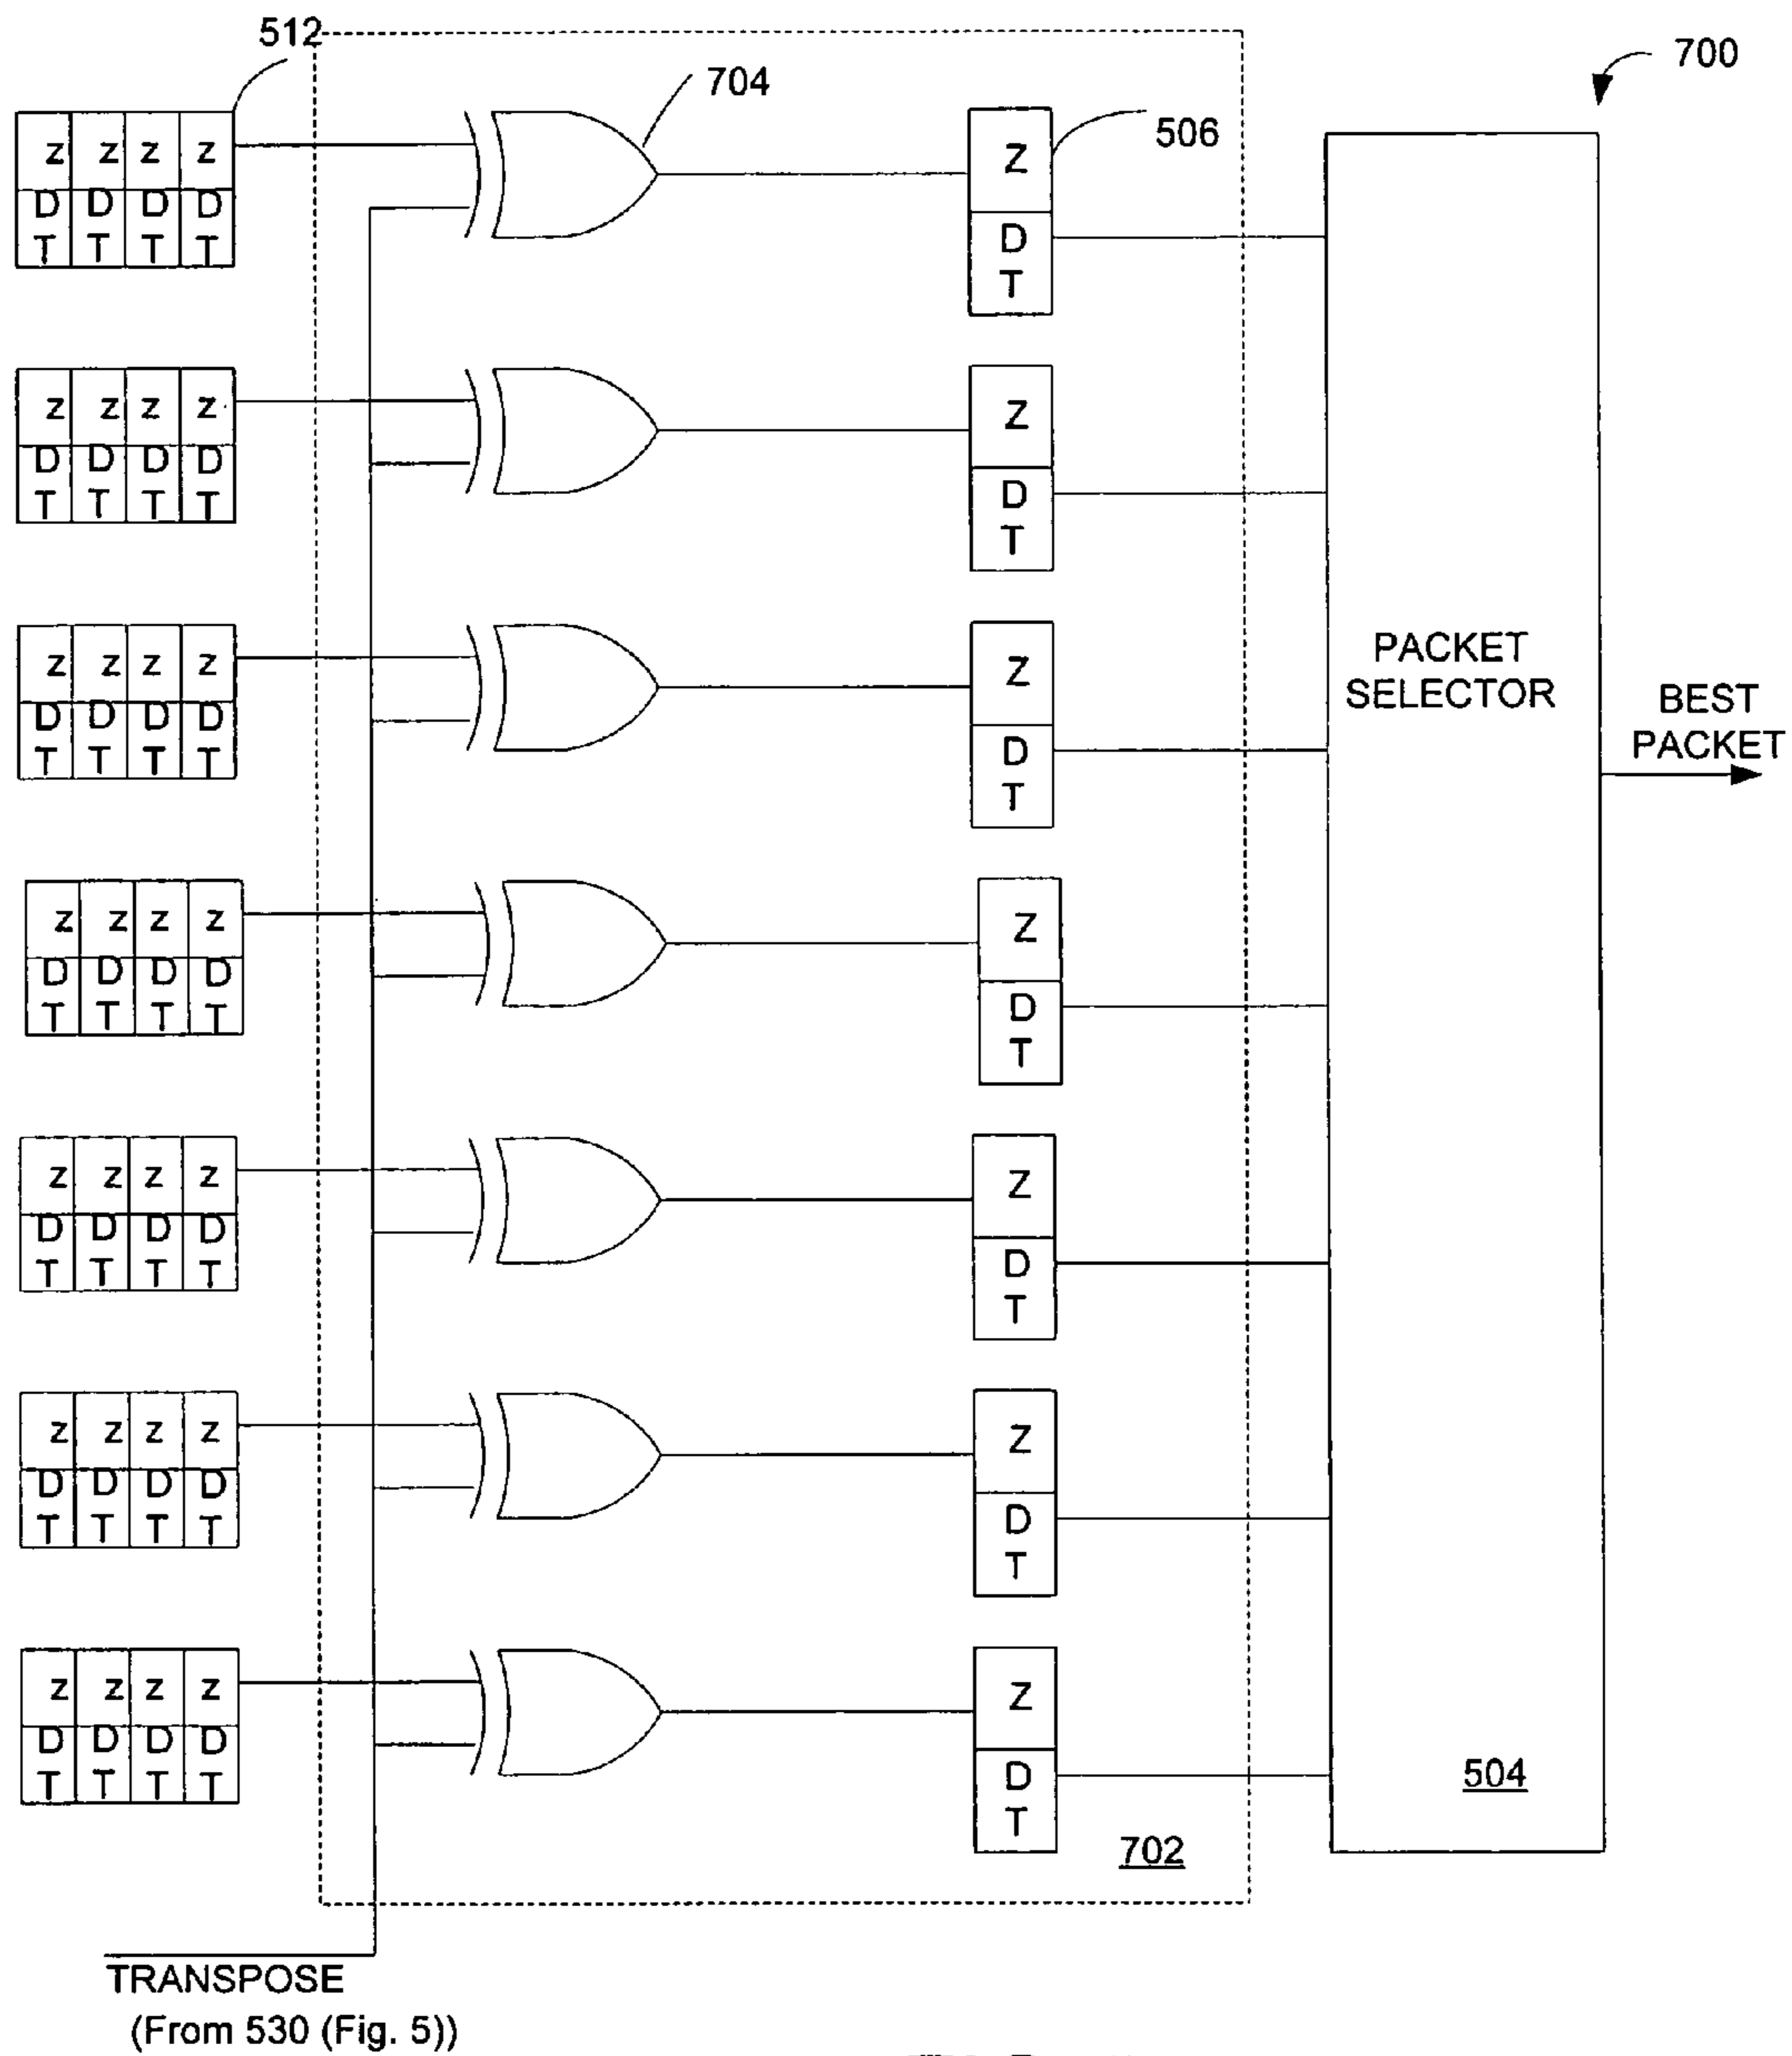 512
700
704
506
z z z z
D D D D
T T T T
Z
D
T
z z z z
D D D D
T T T T
Z
D
T
z z z z
D D D D
T T T T
Z
D
T
PACKET
SELECTOR
BEST
PACKET
z z z z
D D D D
T T T T
Z
D
T
z z z z
D D D D
T T T T
Z
D
T
z z z z
D D D D
T T T T
Z
D
T
z z z z
D D D D
T T T T
Z
D
T
504
702
TRANSPOSE
(From 530 (Fig. 5))